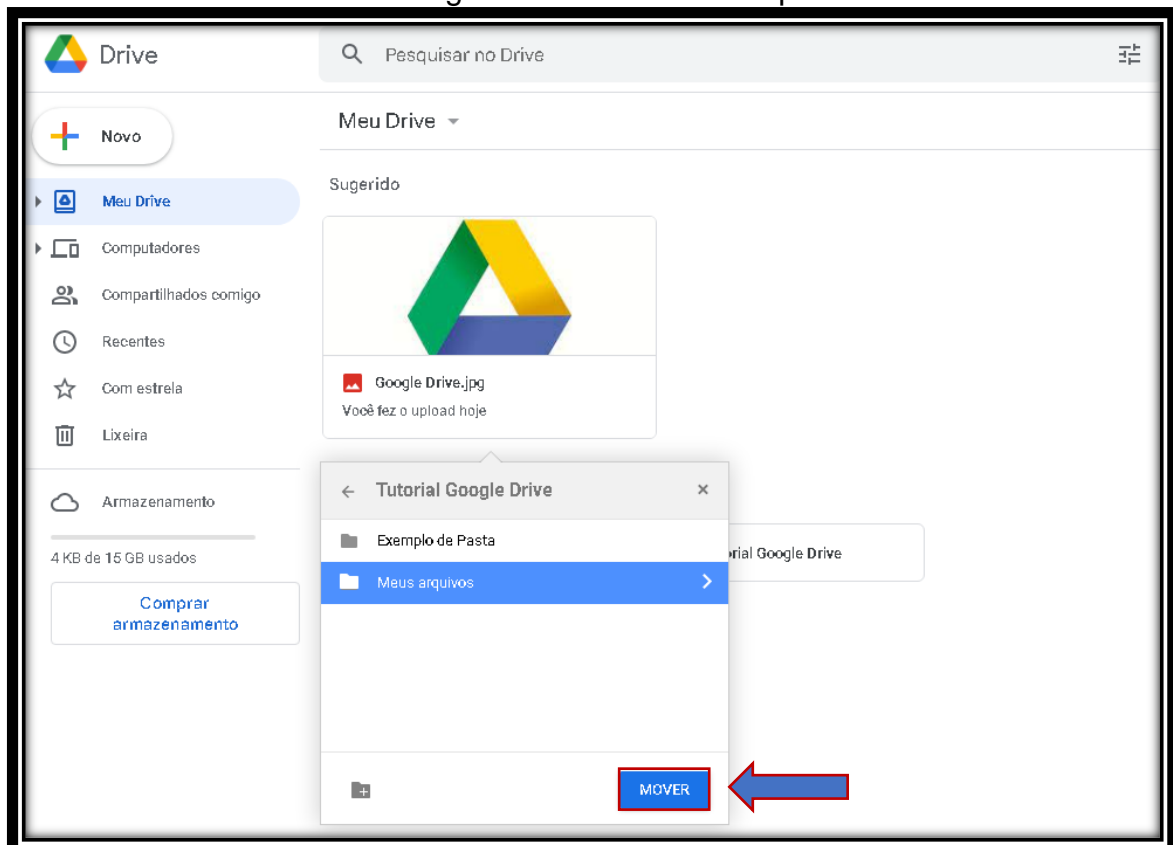 Drive
Pesquisar no Drive
Novo
Meu Drive
Meu Drive
Computadores
Compartilhados comigo
Recentes
Com estrela
Lixeira
Armazenamento
4 KB de 15 GB usados
Comprar
armazenamento
Sugerido
Google Drive.jpg
Você fez o upload hoje
Tutorial Google Drive
Exemplo de Pasta
Meus arquivos
MOVER
Google Drive